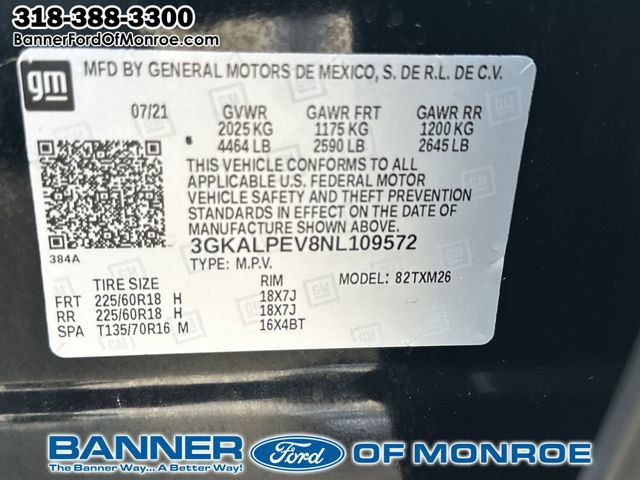 318-388-3300
BannerFordOfMonroe.com
gm
MFD BY GENERAL MOTORS DE MEXICO, S. DE R.L. DE C.V.
07/21 GVWR GAWR FRT GAWR RR
2025 KG 1175 KG 1200 KG
4464 LB 2590 LB 2645 LB
THIS VEHICLE CONFORMS TO ALL
APPLICABLE U.S. FEDERAL MOTOR
VEHICLE SAFETY AND THEFT PREVENTION
STANDARDS IN EFFECT ON THE DATE OF
MANUFACTURE SHOWN ABOVE.
384A 3GKALPEV8NL109572
TYPE: M.P.V. MODEL: 82TXM26
TIRE SIZE RIM
FRT 225/60R18 H 18X7J
RR 225/60R18 H 18X7J
SPA T135/70R16 M 16X4BT
BANNER Ford OF MONROE
The Banner Way... A Better Way!